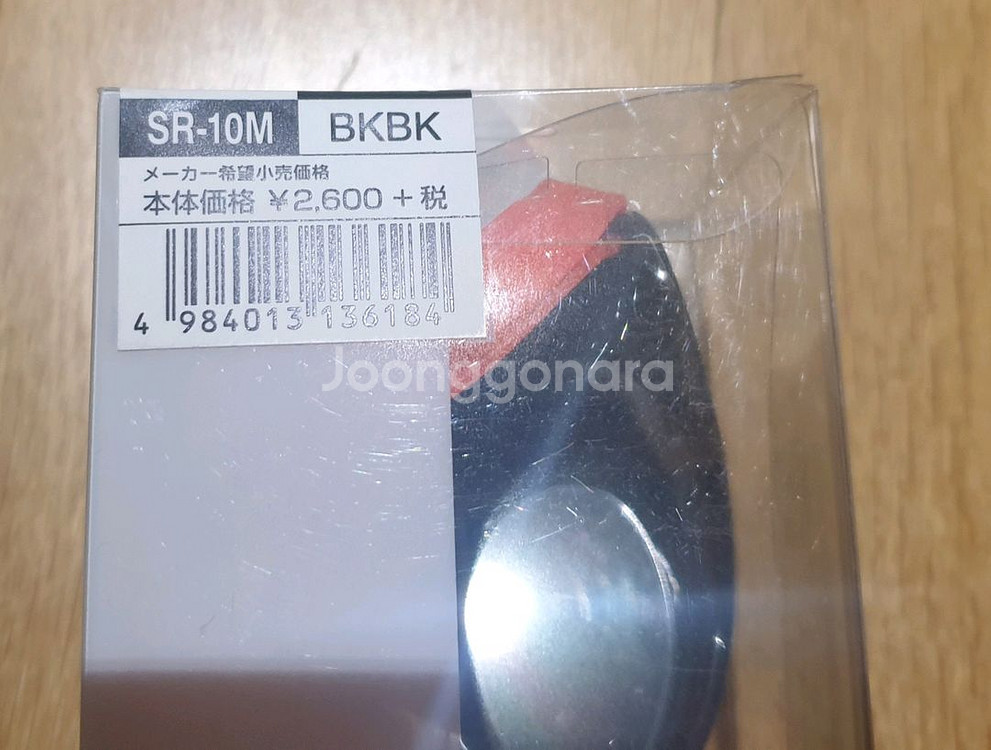 SR-10M BKBK
メーカー希望小売価格
本体価格 ¥2,600+税
4 984013 136184
Joonggonara